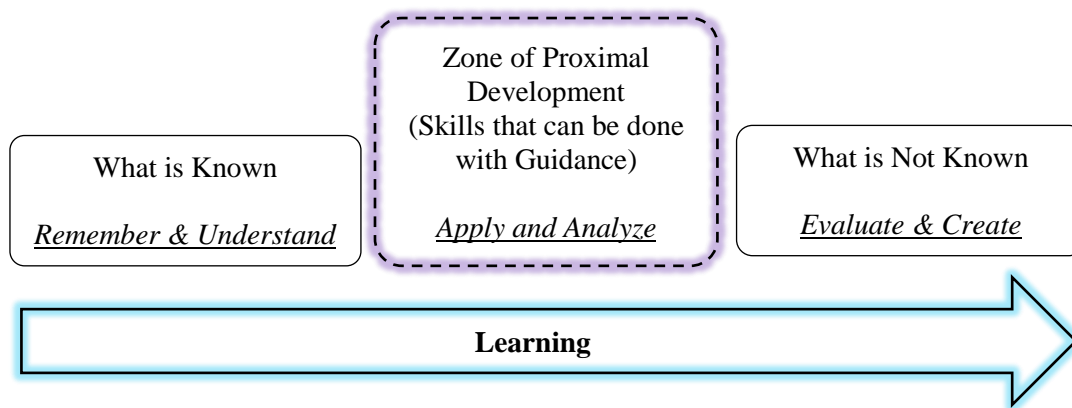 What is Known
Remember & Understand
Zone of Proximal
Development
(Skills that can be done
with Guidance)
Apply and Analyze
What is Not Known
Evaluate & Create
Learning